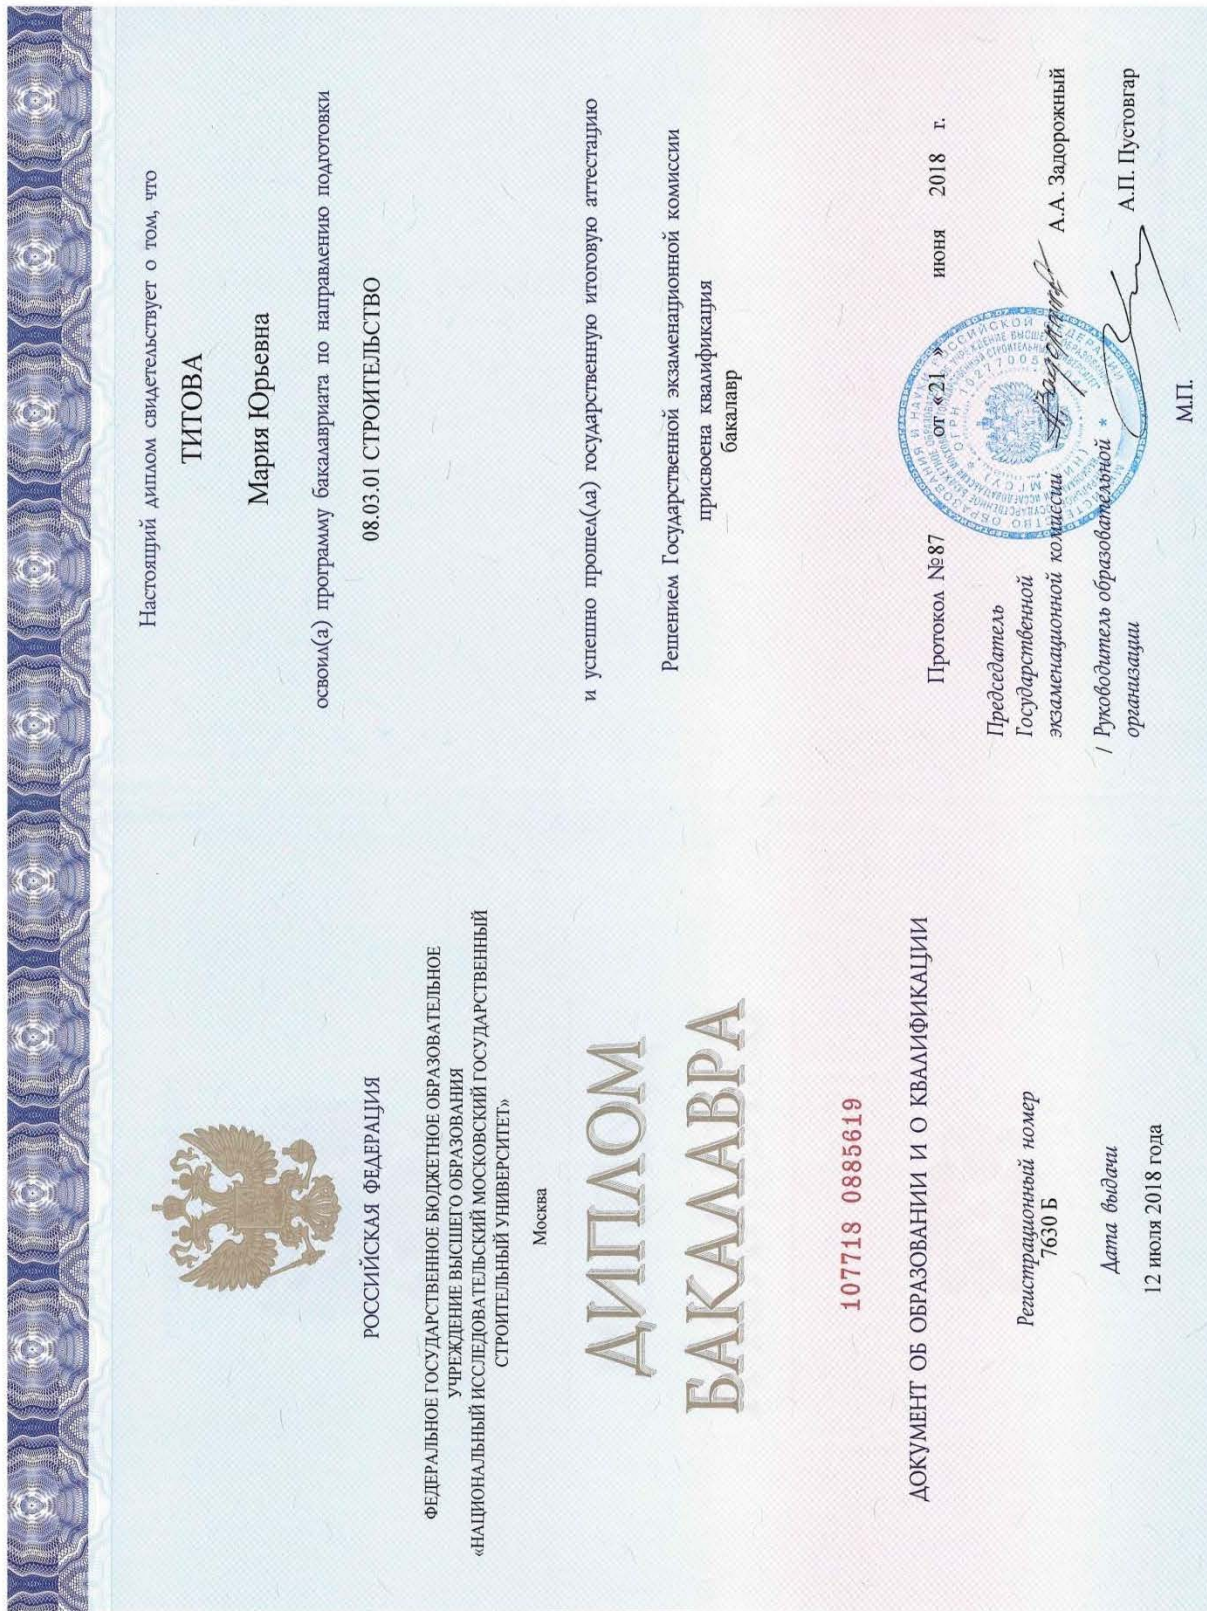 РОССИЙСКАЯ ФЕДЕРАЦИЯ
ФЕДЕРАЛЬНОЕ ГОСУДАРСТВЕННОЕ БЮДЖЕТНОЕ ОБРАЗОВАТЕЛЬНОЕ
УЧРЕЖДЕНИЕ ВЫСШЕГО ОБРАЗОВАНИЯ
«НАЦИОНАЛЬНЫЙ ИССЛЕДОВАТЕЛЬСКИЙ МОСКОВСКИЙ ГОСУДАРСТВЕННЫЙ
СТРОИТЕЛЬНЫЙ УНИВЕРСИТЕТ»
Москва
ДИПЛОМ
БАКАЛАВРА
107718 0885619
ДОКУМЕНТ ОБ ОБРАЗОВАНИИ И О КВАЛИФИКАЦИИ
Регистрационный номер
7630 Б
Дата выдачи
12 июля 2018 года
Настоящий диплом свидетельствует о том, что
ТИТОВА
Мария Юрьевна
освоил(а) программу бакалавриата по направлению подготовки
08.03.01 СТРОИТЕЛЬСТВО
и успешно прошел(ла) государственную итоговую аттестацию
Решением Государственной экзаменационной комиссии
присвоена квалификация
бакалавр
Протокол №87 от «21» июня 2018 г.
Председатель
Государственной
экзаменационной комиссии А.А. Задорожный
/ Руководитель образовательной
организации А.П. Пустовгар
М.П.